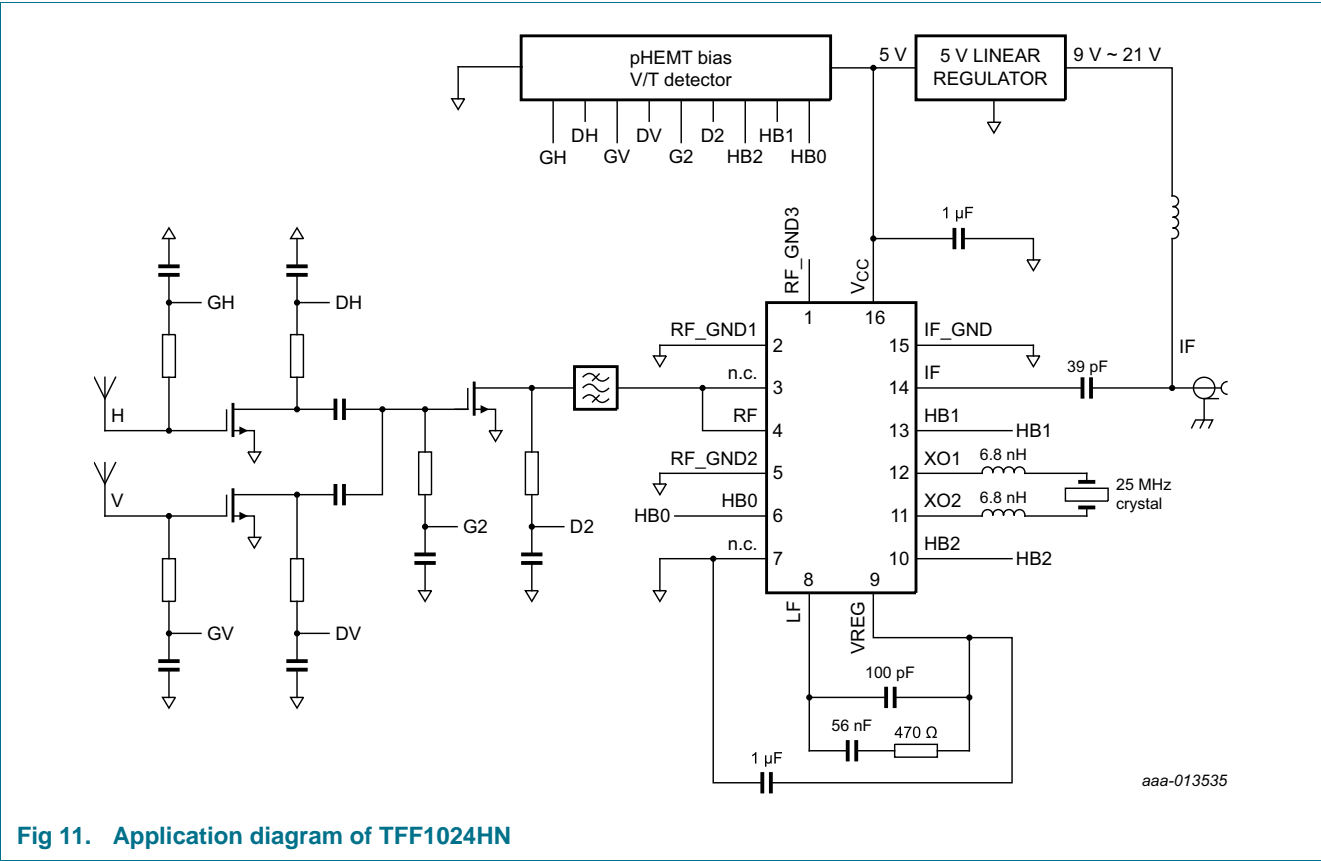 pHEMT bias
V/T detector
5 V
5 V LINEAR
REGULATOR
9 V ~ 21 V
GH
DH
GV
DV
G2
D2
HB2
HB1
HB0
1 µF
RF_GND3
VCC
GH
DH
1
16
RF_GND1
2
15
IF_GND
n.c.
3
14
IF
39 pF
IF
H
RF
4
13
HB1
HB1
V
RF_GND2
5
12
XO1
6.8 nH
25 MHz
crystal
HB0
HB0
6
11
XO2
6.8 nH
G2
D2
n.c.
7
10
HB2
HB2
8
9
LF
VREG
GV
DV
100 pF
56 nF
470 Ω
1 µF
aaa-013535
Fig 11. Application diagram of TFF1024HN